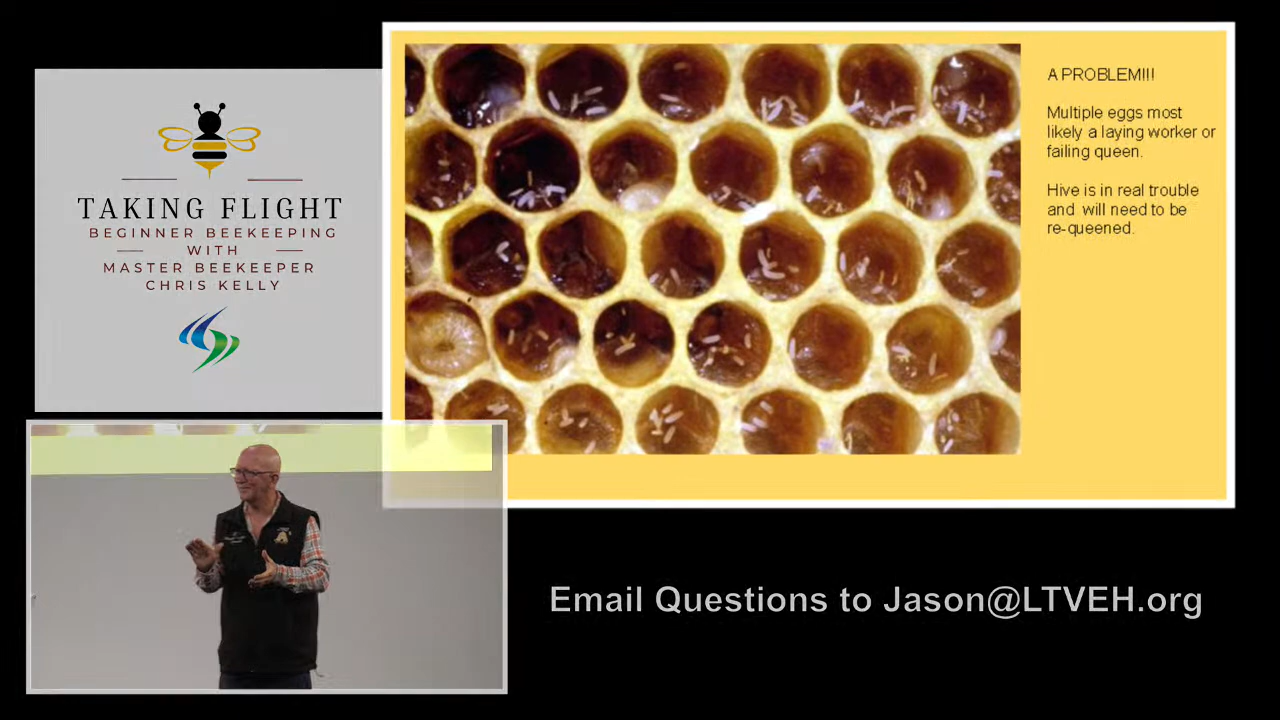 TAKING FLIGHT
BEGINNER BEEKEEPING
WITH
MASTER BEEKEEPER
CHRIS KELLY
A PROBLEM!!!
Multiple eggs most
likely a laying worker or
failing queen.
Hive is in real trouble
and will need to be
re-queened.
Email Questions to Jason@LTVEH.org